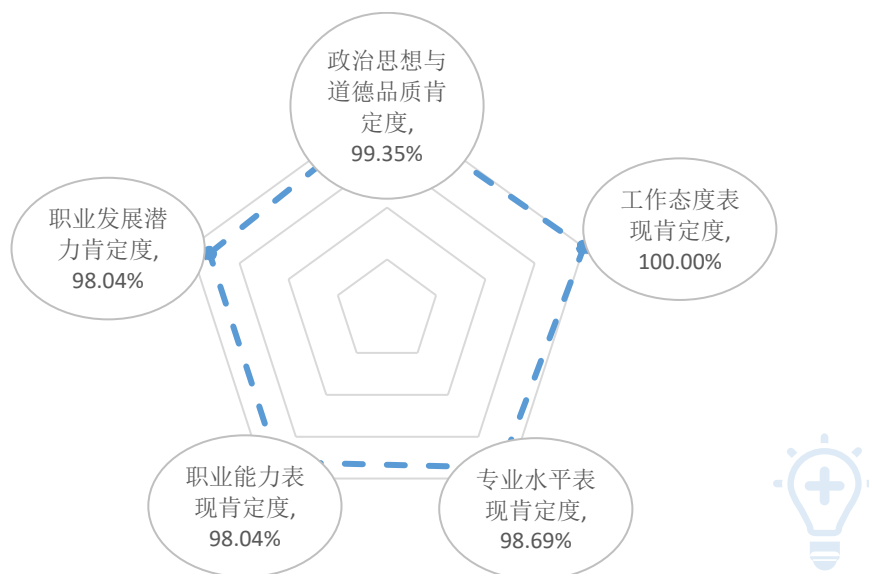 政治思想与
道德品质肯
定度,
99.35%
工作态度表
现肯定度,
100.00%
专业水平表
现肯定度,
98.69%
职业能力表
现肯定度,
98.04%
职业发展潜
力肯定度,
98.04%